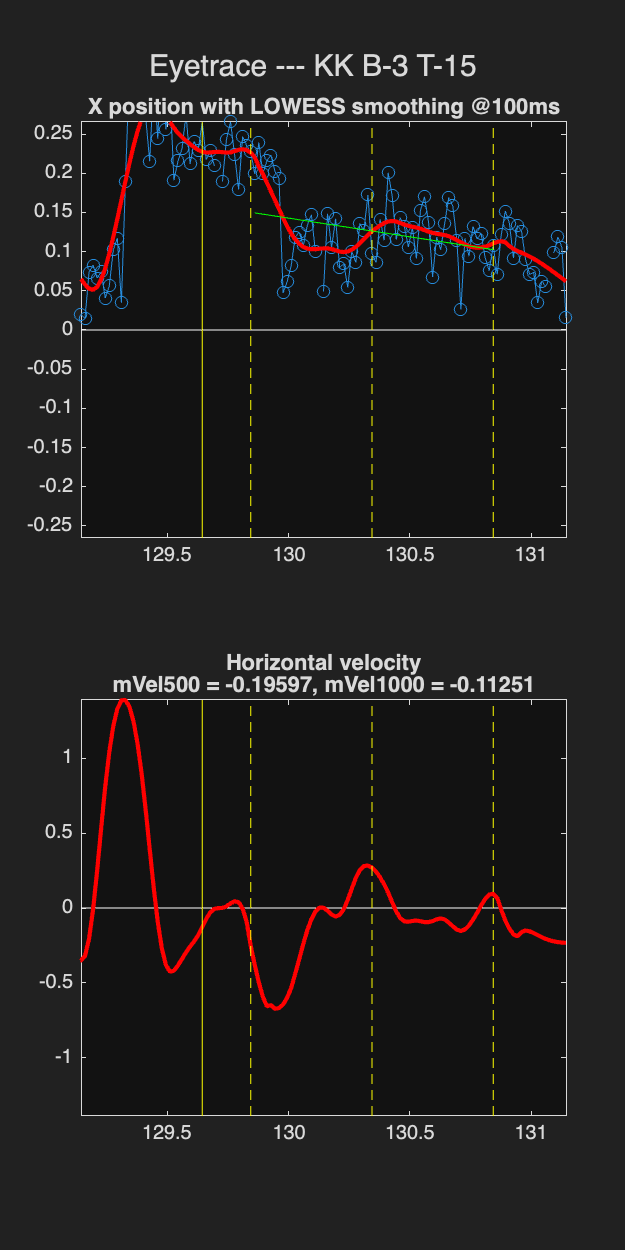 Eyetrace --- KK B-3 T-15
X position with LOWESS smoothing @100ms
0.25
0.2
0.15
0.1
0.05
0
-0.05
-0.1
-0.15
-0.2
-0.25
129.5 130 130.5 131
Horizontal velocity
mVel500 = -0.19597, mVel1000 = -0.11251
1
0.5
0
-0.5
-1
129.5 130 130.5 131